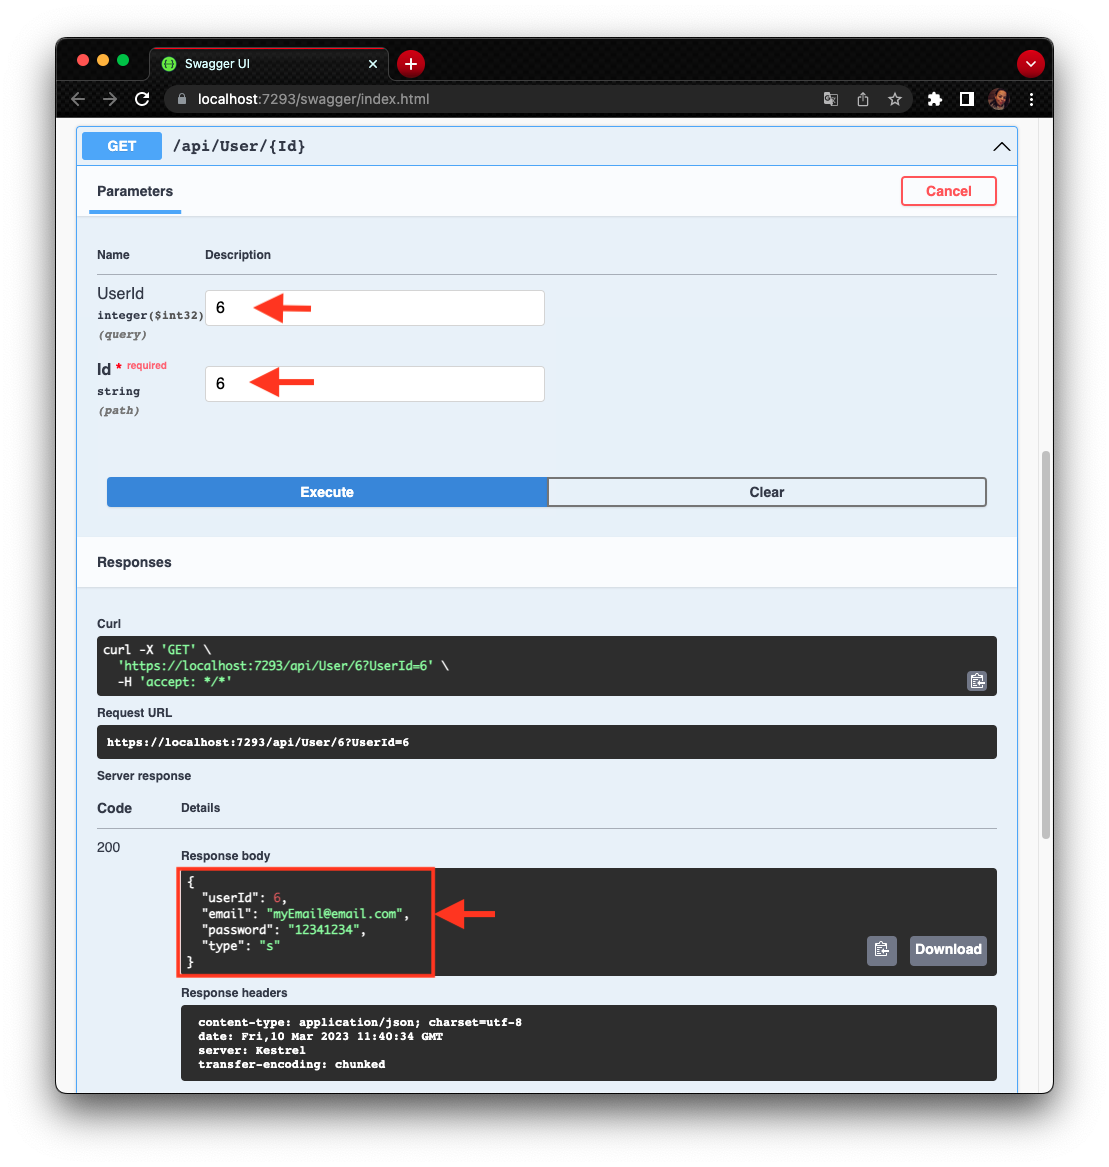 Swagger UI
localhost:7293/swagger/index.html
GET /api/User/{Id}
Parameters
Cancel
Name Description
UserId
integer($int32)
(query)
6
Id * required
string
(path)
6
Execute Clear
Responses
Curl
curl -X 'GET' \
'https://localhost:7293/api/User/6?UserId=6' \
-H 'accept: */*'
Request URL
https://localhost:7293/api/User/6?UserId=6
Server response
Code Details
200
Response body
{
"userId": 6,
"email": "myEmail@email.com",
"password": "12341234",
"type": "s"
}
Download
Response headers
content-type: application/json; charset=utf-8
date: Fri,10 Mar 2023 11:40:34 GMT
server: Kestrel
transfer-encoding: chunked